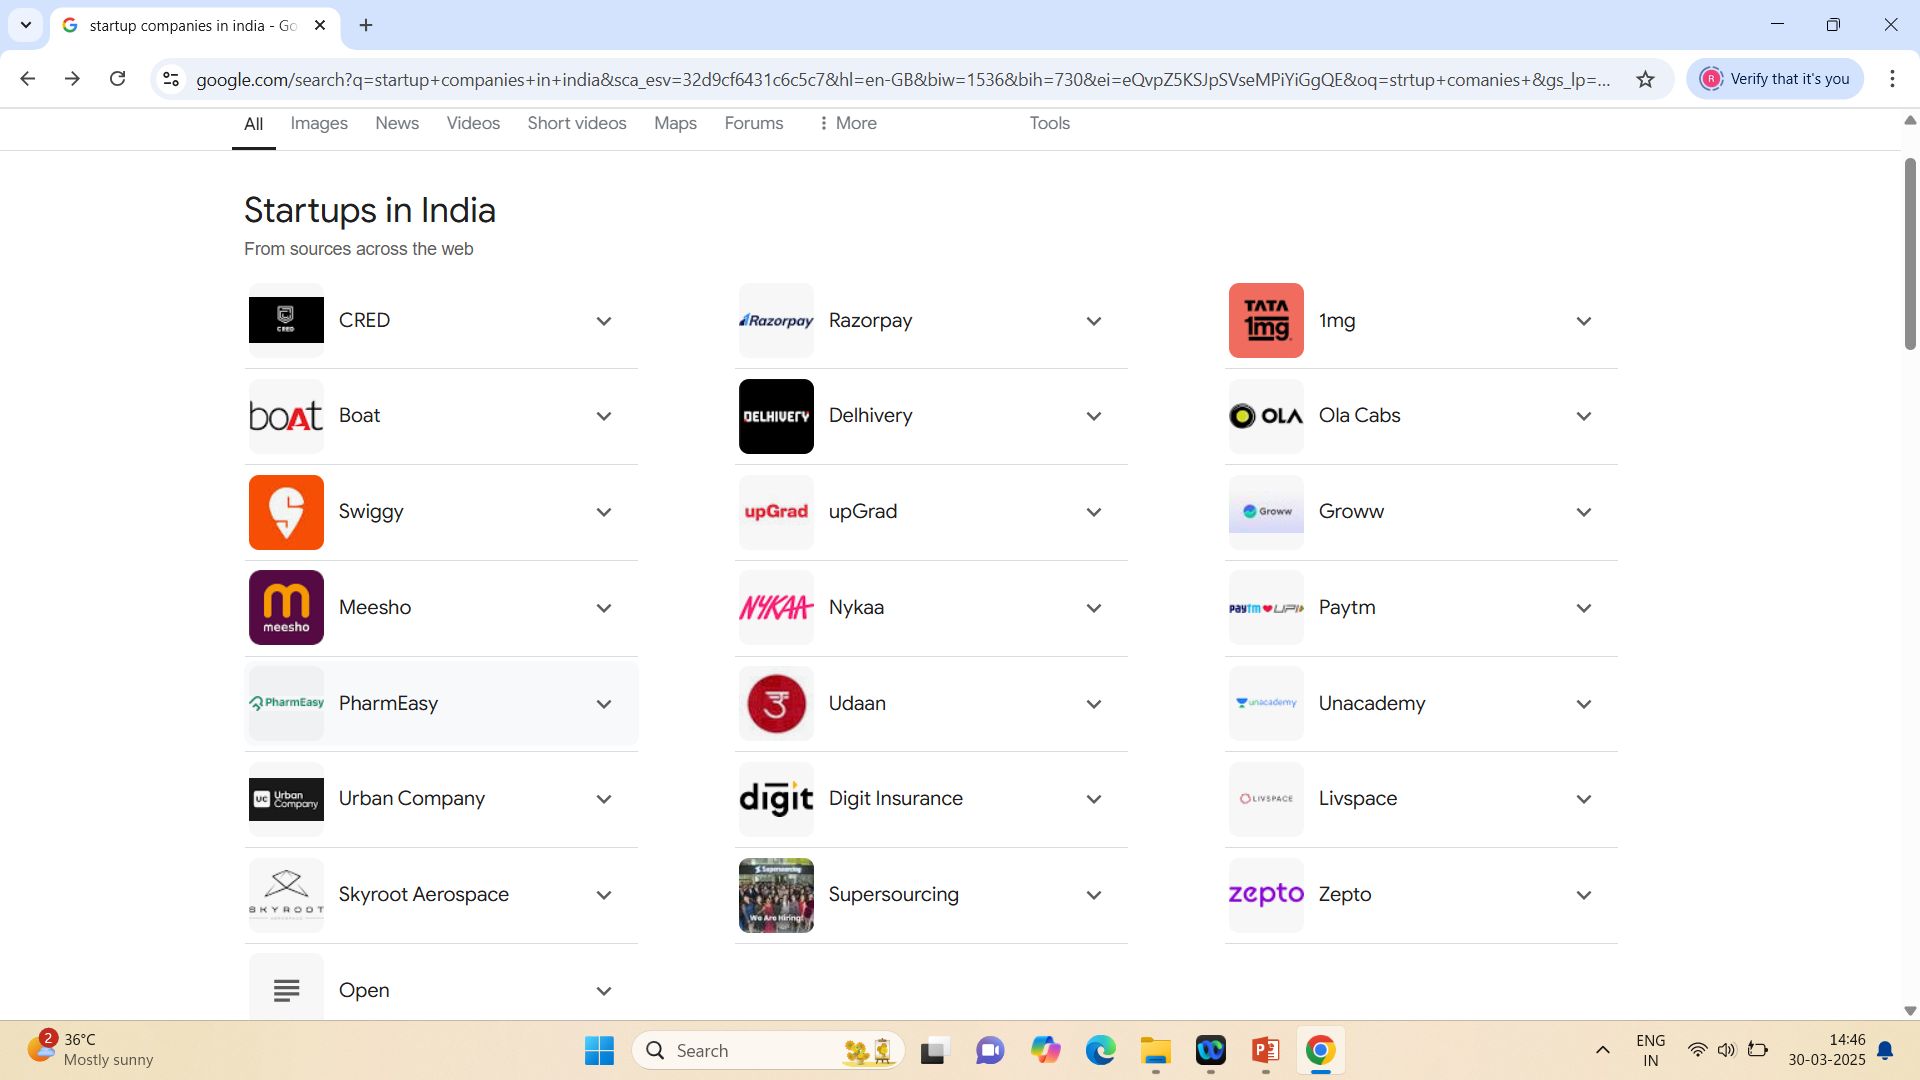 startup companies in india - Go
google.com/search?q=startup+companies+in+india&sca_esv=32d9cf6431c6c5c7&hl=en-GB&biw=1536&bih=730&ei=eQvpZ5KSJpSVseMPiYiGgQE&oq=strtup+comanies+&gs_lp=...
R
Verify that it's you
All Images News Videos Short videos Maps Forums More Tools
Startups in India
From sources across the web
CRED CRED
Razorpay Razorpay
TATA 1mg 1mg
boAt Boat
DELHIVERY Delhivery
OLA Ola Cabs
Swiggy
upGrad upGrad
Groww Groww
meesho Meesho
NYKAA Nykaa
paytm UPI Paytm
PharmEasy PharmEasy
उ Udaan
unacademy Unacademy
UC Urban Company Urban Company
digit Digit Insurance
LIVSPACE Livspace
SKYROOT AEROSPACE Skyroot Aerospace
Supersourcing We Are Hiring! Supersourcing
zepto Zepto
Open
2
36°C
Mostly sunny
Search
ENG
IN
14:46
30-03-2025